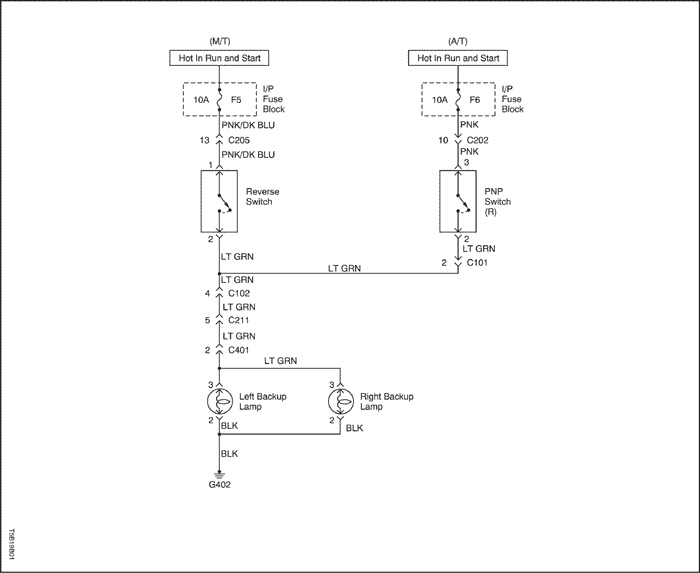 (M/T)
(A/T)
Hot In Run and Start
Hot In Run and Start
10A F5
I/P
Fuse
Block
10A F6
I/P
Fuse
Block
PNK/DK BLU
PNK
13 C205
10 C202
PNK/DK BLU
PNK
1
3
Reverse
Switch
PNP
Switch
(R)
2
2
LT GRN
LT GRN
2 C101
LT GRN
LT GRN
4 C102
LT GRN
5 C211
LT GRN
2 C401
LT GRN
3
3
Left Backup
Lamp
Right Backup
Lamp
2
2
BLK
BLK
BLK
G402
T5B19B01